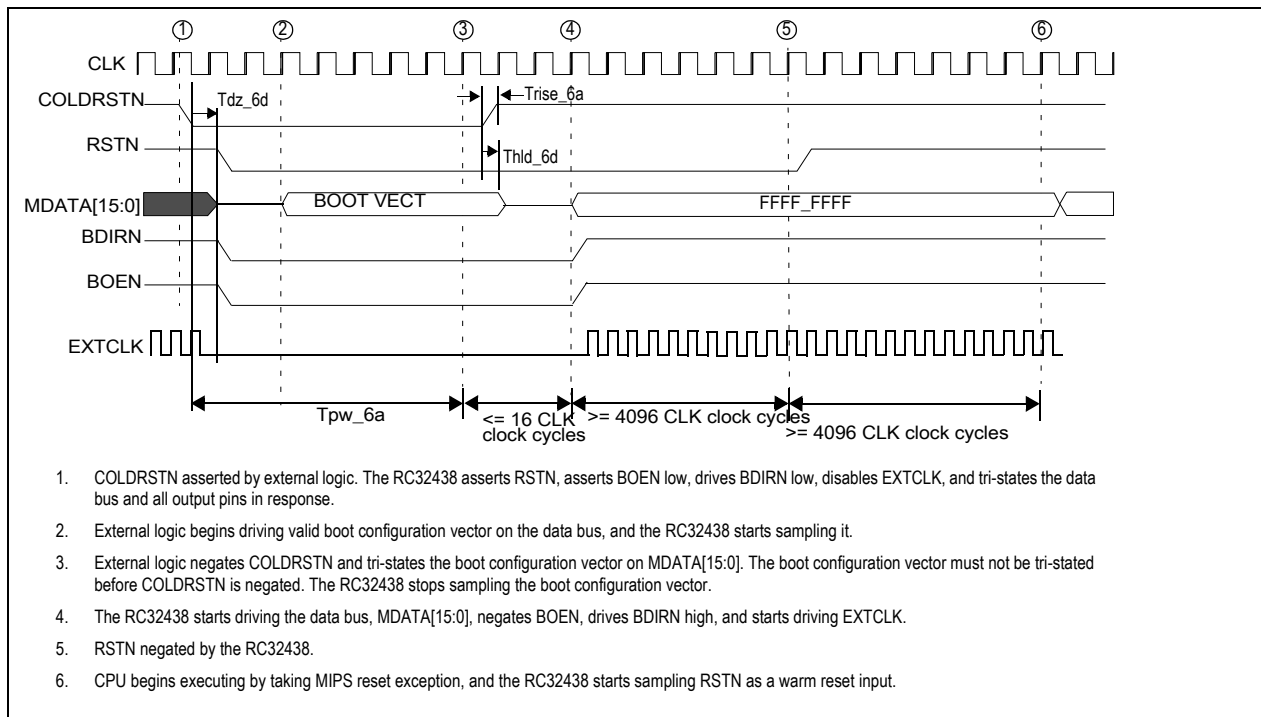 1 2 3 4 5 6
CLK
COLDRSTN
Tdz_6d
Trise_6a
RSTN
Thld_6d
MDATA[15:0]
BOOT VECT
FFFF_FFFF
BDIRN
BOEN
EXTCLK
Tpw_6a
<= 16 CLK
clock cycles
>= 4096 CLK clock cycles
>= 4096 CLK clock cycles
1. COLDRSTN asserted by external logic. The RC32438 asserts RSTN, asserts BOEN low, drives BDIRN low, disables EXTCLK, and tri-states the data
bus and all output pins in response.
2. External logic begins driving valid boot configuration vector on the data bus, and the RC32438 starts sampling it.
3. External logic negates COLDRSTN and tri-states the boot configuration vector on MDATA[15:0]. The boot configuration vector must not be tri-stated
before COLDRSTN is negated. The RC32438 stops sampling the boot configuration vector.
4. The RC32438 starts driving the data bus, MDATA[15:0], negates BOEN, drives BDIRN high, and starts driving EXTCLK.
5. RSTN negated by the RC32438.
6. CPU begins executing by taking MIPS reset exception, and the RC32438 starts sampling RSTN as a warm reset input.